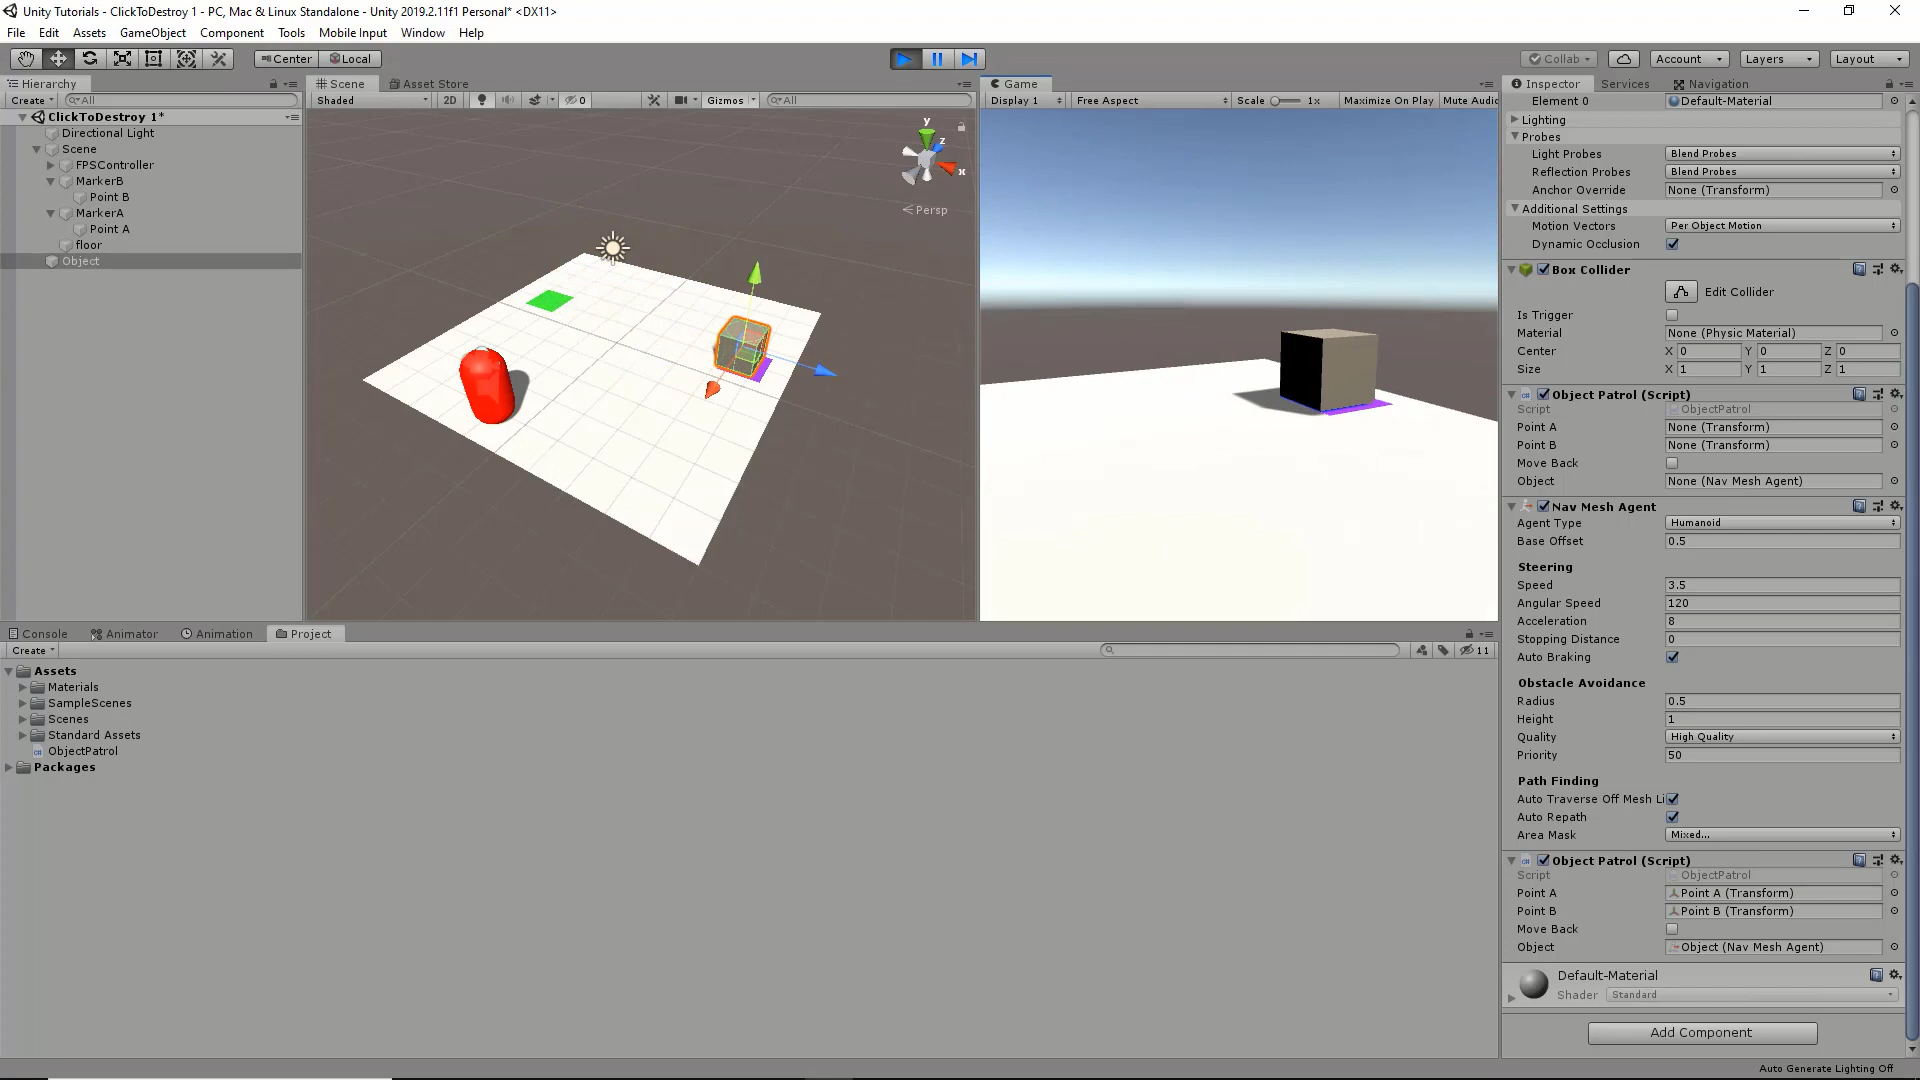 Unity Tutorials - ClickToDestroy 1 - PC, Mac & Linux Standalone - Unity 2019.2.11f1 Personal* <DX11>
File Edit Assets GameObject Component Tools Mobile Input Window Help
Center Local
Collab Account Layers Layout
Hierarchy
Create All
ClickToDestroy 1*
Directional Light
Scene
FPSController
MarkerB
Point B
MarkerA
Point A
floor
Object
Scene Asset Store
Shaded 2D 0 Gizmos All
y
z
x
Persp
Game
Display 1 Free Aspect Scale 1x Maximize On Play Mute Audio
Inspector Services Navigation
Element 0 Default-Material
Lighting
Probes
Light Probes Blend Probes
Reflection Probes Blend Probes
Anchor Override None (Transform)
Additional Settings
Motion Vectors Per Object Motion
Dynamic Occlusion
Box Collider
Edit Collider
Is Trigger
Material None (Physic Material)
Center X 0 Y 0 Z 0
Size X 1 Y 1 Z 1
Object Patrol (Script)
Script ObjectPatrol
Point A None (Transform)
Point B None (Transform)
Move Back
Object None (Nav Mesh Agent)
Nav Mesh Agent
Agent Type Humanoid
Base Offset 0.5
Steering
Speed 3.5
Angular Speed 120
Acceleration 8
Stopping Distance 0
Auto Braking
Obstacle Avoidance
Radius 0.5
Height 1
Quality High Quality
Priority 50
Path Finding
Auto Traverse Off Mesh Li
Auto Repath
Area Mask Mixed...
Object Patrol (Script)
Script ObjectPatrol
Point A Point A (Transform)
Point B Point B (Transform)
Move Back
Object Object (Nav Mesh Agent)
Default-Material
Shader Standard
Add Component
Console Animator Animation Project
Create 11
Assets
Materials
SampleScenes
Scenes
Standard Assets
ObjectPatrol
Packages
Auto Generate Lighting Off